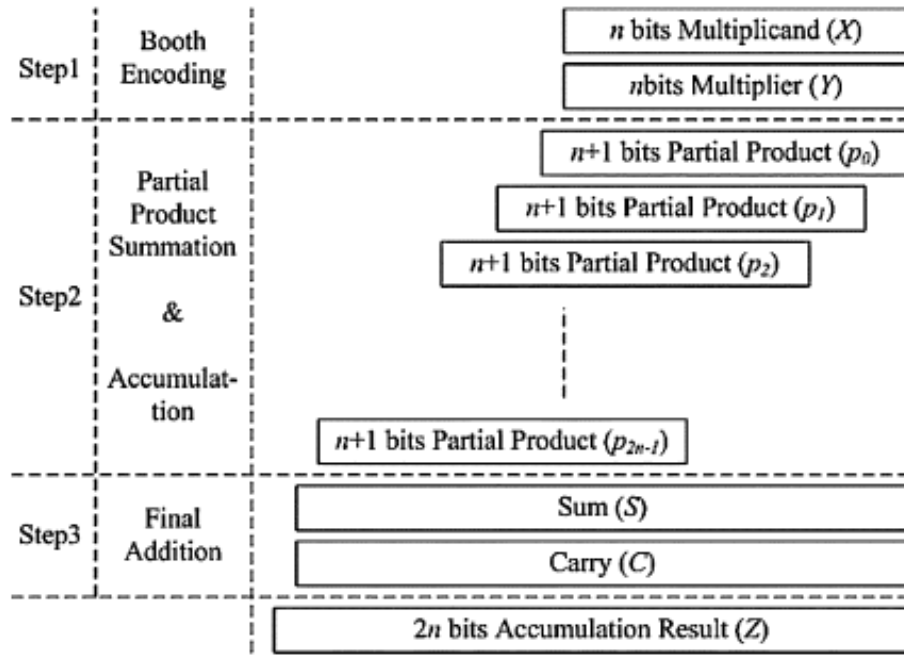 Step1
Booth
Encoding
n bits Multiplicand (X)
nbits Multiplier (Y)
Step2
Partial
Product
Summation
&
Accumulat-
tion
n+1 bits Partial Product (p0)
n+1 bits Partial Product (p1)
n+1 bits Partial Product (p2)
n+1 bits Partial Product (p2n-1)
Step3
Final
Addition
Sum (S)
Carry (C)
2n bits Accumulation Result (Z)